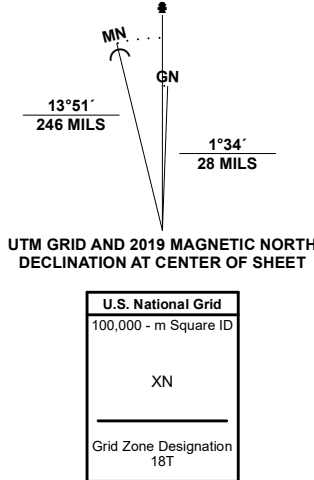 MN
GN
13°51´
246 MILS
1°34´
28 MILS
UTM GRID AND 2019 MAGNETIC NORTH
DECLINATION AT CENTER OF SHEET
U.S. National Grid
100,000 - m Square ID
XN
Grid Zone Designation
18T